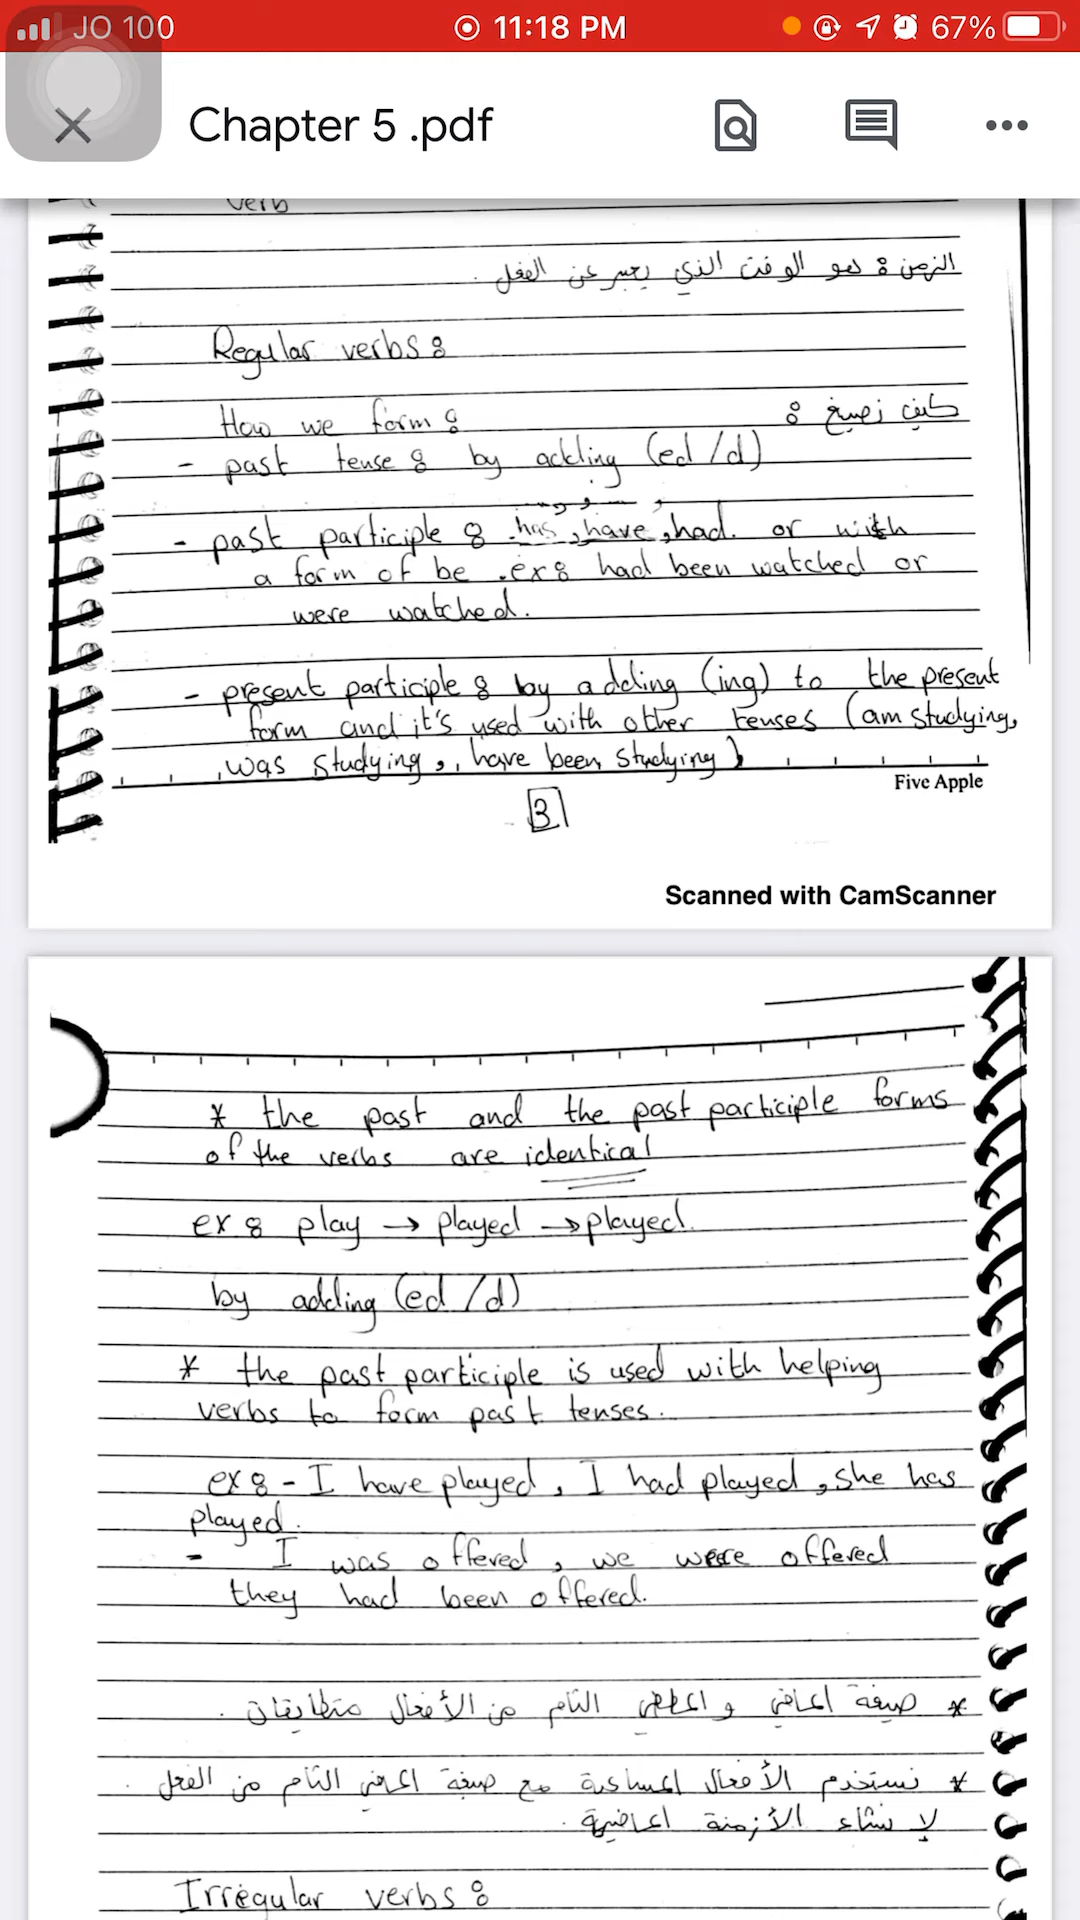 JO 100 11:18 PM 67%
Chapter 5 .pdf
verb
الزمن : هو الوقت الذي يعبر عن الفعل .
Regular verbs :
How we form : كيف نصيغ :
- past tense : by adding (ed/d)
- past participle : has, have, had. or with
a form of be . ex: had been watched or
were watched.
- present participle : by adding (ing) to the present
form and it's used with other tenses (am studying,
was studying, have been studying)
Five Apple
3
Scanned with CamScanner
* the past and the past participle forms
of the verbs are identical
ex : play → played → played.
by adding (ed/d)
* the past participle is used with helping
verbs to form past tenses.
ex : - I have played, I had played, she has
played.
- I was offered, we were offered
they had been offered.
* صيغة الماضي و الماضي التام من الأفعال متطابقان .
* نستخدم الأفعال المساعدة مع صيغة الماضي التام من الفعل .
لإنشاء الأزمنة الماضية .
Irregular verbs :